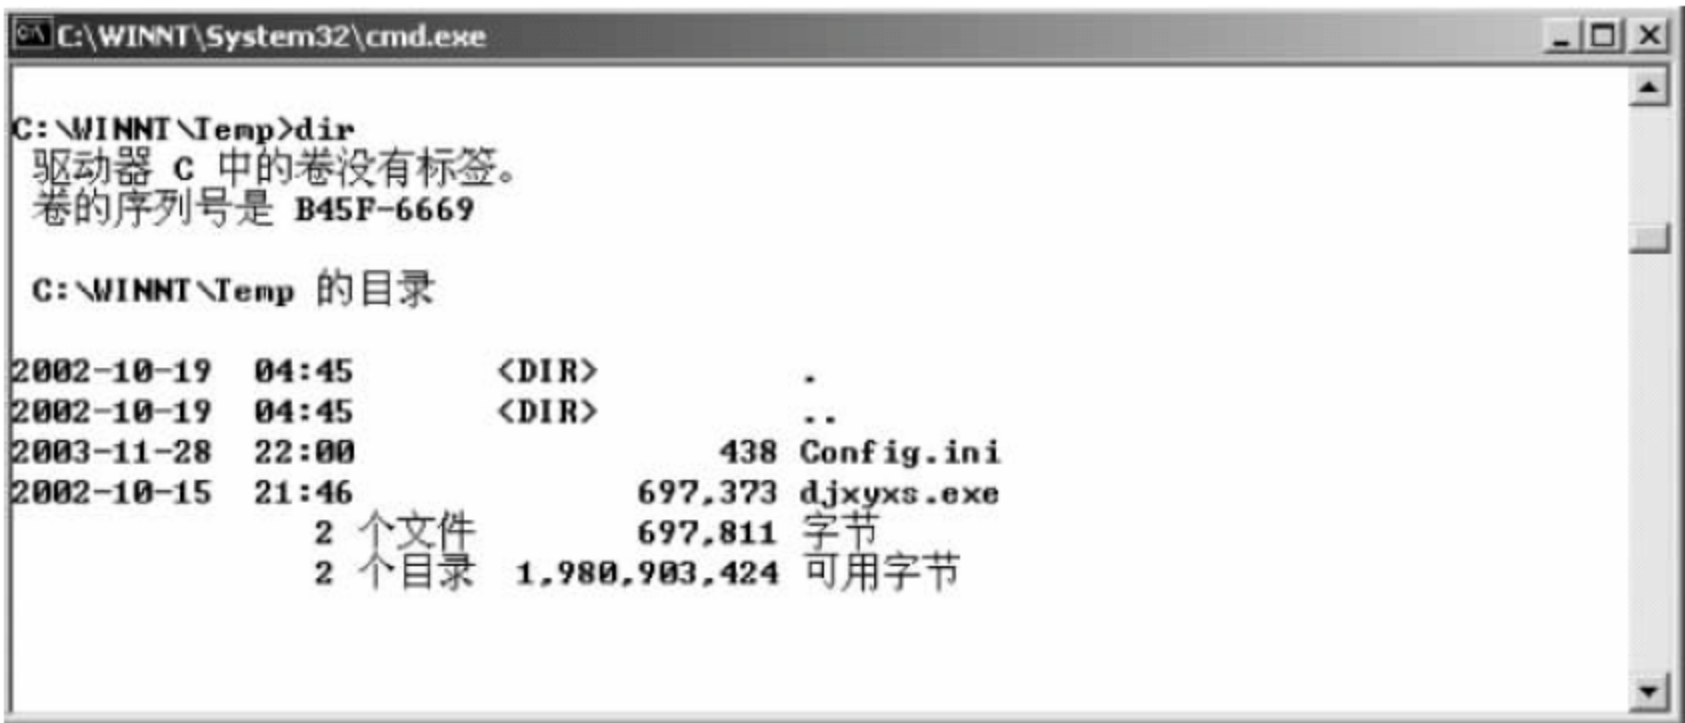 C:\WINNT\System32\cmd.exe
C:\WINNT\Temp>dir
驱动器 C 中的卷没有标签。
卷的序列号是 B45F-6669
C:\WINNT\Temp 的目录
2002-10-19 04:45 <DIR> .
2002-10-19 04:45 <DIR> ..
2003-11-28 22:00 438 Config.ini
2002-10-15 21:46 697,373 djxyxs.exe
2 个文件 697,811 字节
2 个目录 1,980,903,424 可用字节